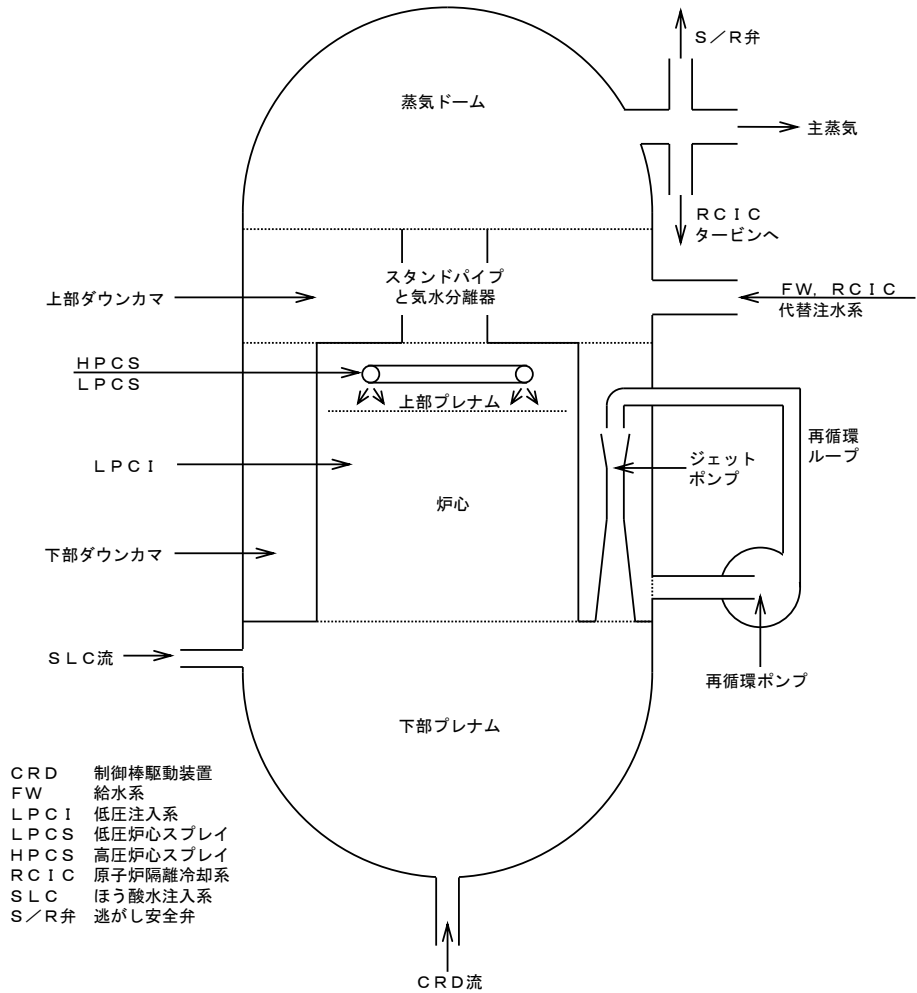 S/R弁
蒸気ドーム
主蒸気
RCIC
タービンへ
スタンドパイプ
と気水分離器
上部ダウンカマ
FW,RCIC
代替注水系
HPCS
LPCS
上部プレナム
再循環
ループ
ジェット
ポンプ
LPCI
炉心
下部ダウンカマ
SLC流
再循環ポンプ
下部プレナム
CRD 制御棒駆動装置
FW 給水系
LPCI 低圧注入系
LPCS 低圧炉心スプレイ
HPCS 高圧炉心スプレイ
RCIC 原子炉隔離冷却系
SLC ほう酸水注入系
S/R弁 逃がし安全弁
CRD流